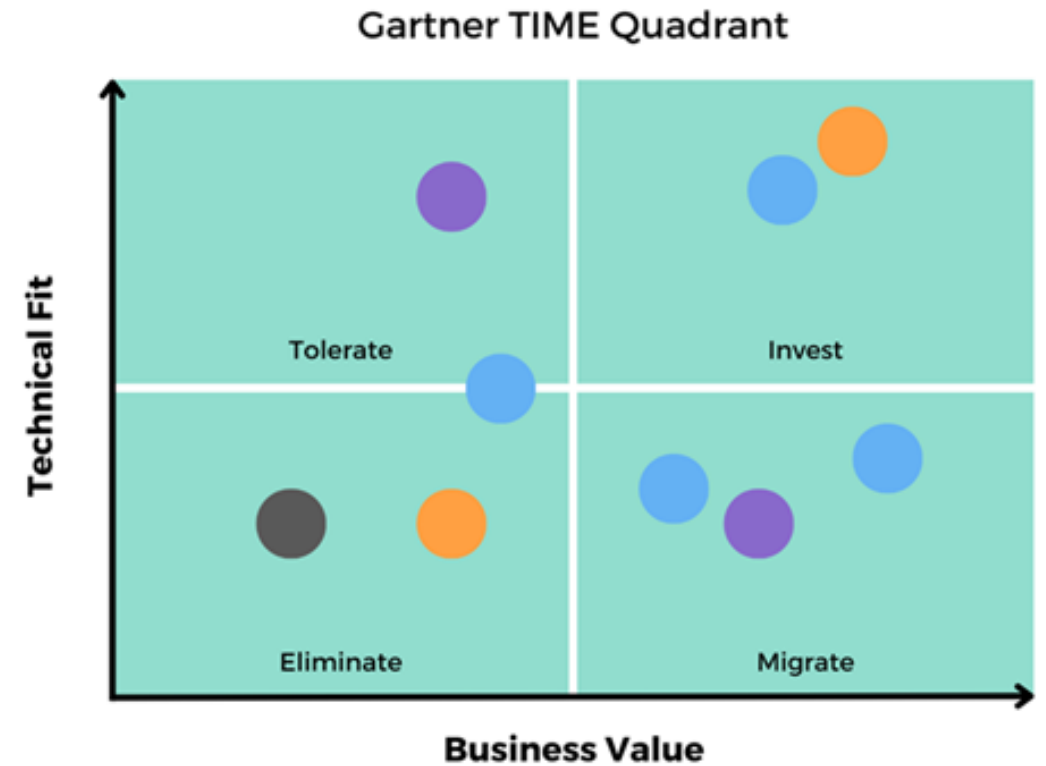 Gartner TIME Quadrant
Technical Fit
Tolerate
Invest
Eliminate
Migrate
Business Value